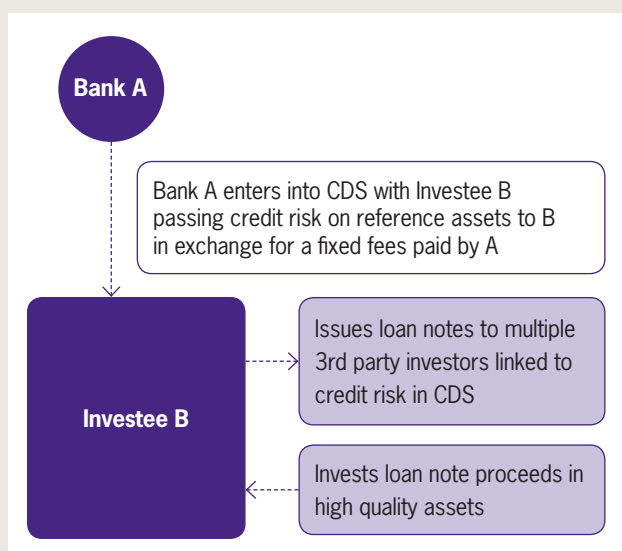 Bank A
Bank A enters into CDS with Investee B
passing credit risk on reference assets to B
in exchange for a fixed fees paid by A
Issues loan notes to multiple
3rd party investors linked to
credit risk in CDS
Investee B
Invests loan note proceeds in
high quality assets